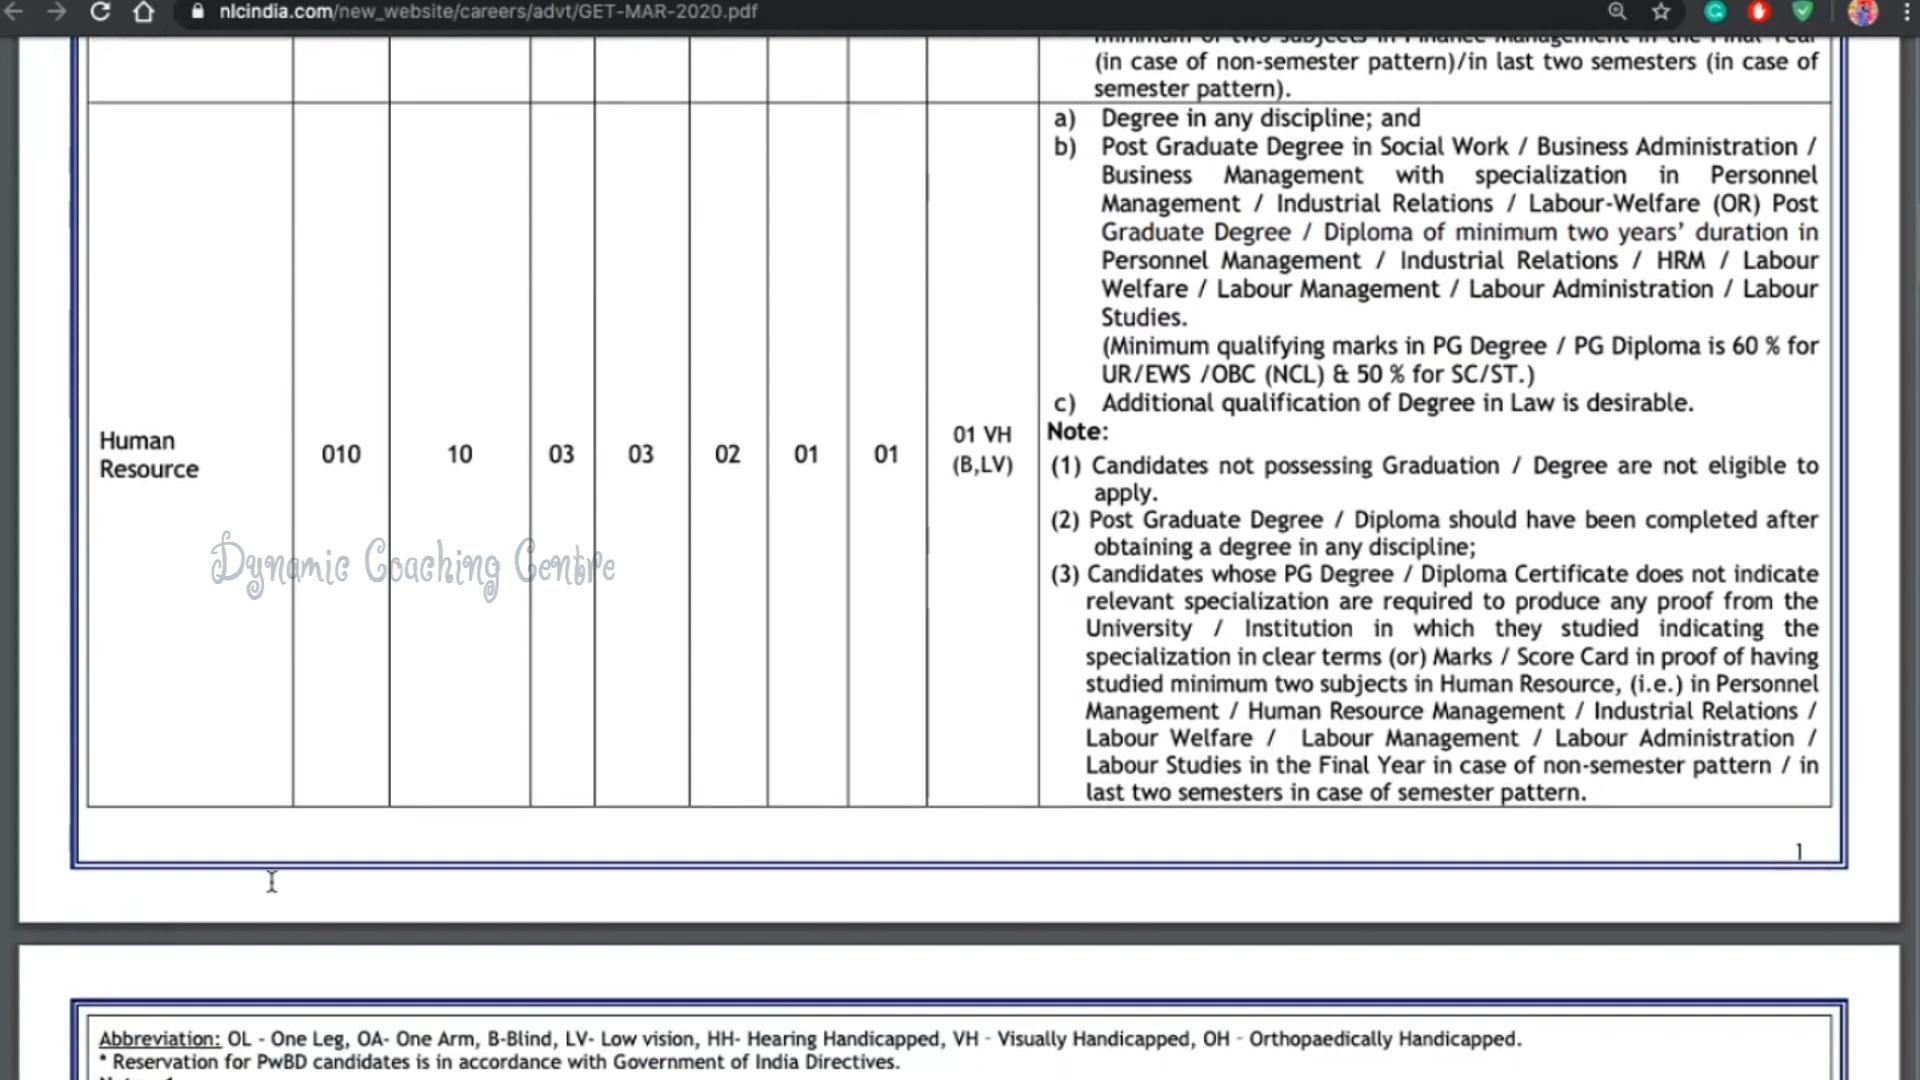 nlcindia.com/new_website/careers/advt/GET-MAR-2020.pdf
minimum of two subjects in Finance Management in the Final Year
(in case of non-semester pattern)/in last two semesters (in case of
semester pattern).
a) Degree in any discipline; and
b) Post Graduate Degree in Social Work / Business Administration /
Business Management with specialization in Personnel
Management / Industrial Relations / Labour-Welfare (OR) Post
Graduate Degree / Diploma of minimum two years’ duration in
Personnel Management / Industrial Relations / HRM / Labour
Welfare / Labour Management / Labour Administration / Labour
Studies.
(Minimum qualifying marks in PG Degree / PG Diploma is 60 % for
UR/EWS /OBC (NCL) & 50 % for SC/ST.)
c) Additional qualification of Degree in Law is desirable.
Human
Resource
010
10
03
03
02
01
01
01 VH
(B,LV)
Note:
(1) Candidates not possessing Graduation / Degree are not eligible to
apply.
(2) Post Graduate Degree / Diploma should have been completed after
obtaining a degree in any discipline;
(3) Candidates whose PG Degree / Diploma Certificate does not indicate
relevant specialization are required to produce any proof from the
University / Institution in which they studied indicating the
specialization in clear terms (or) Marks / Score Card in proof of having
studied minimum two subjects in Human Resource, (i.e.) in Personnel
Management / Human Resource Management / Industrial Relations /
Labour Welfare / Labour Management / Labour Administration /
Labour Studies in the Final Year in case of non-semester pattern / in
last two semesters in case of semester pattern.
Dynamic Coaching Centre
1
Abbreviation: OL - One Leg, OA- One Arm, B-Blind, LV- Low vision, HH- Hearing Handicapped, VH - Visually Handicapped, OH - Orthopaedically Handicapped.
* Reservation for PwBD candidates is in accordance with Government of India Directives.